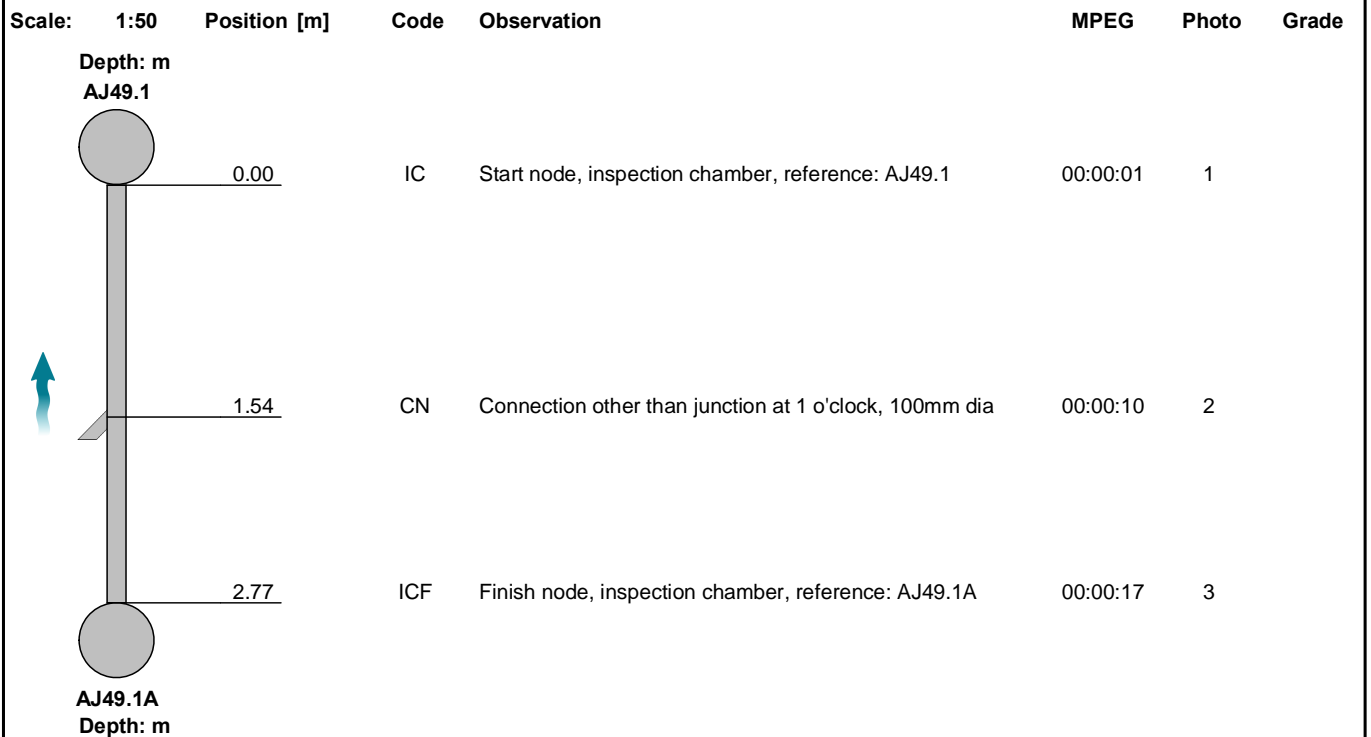 Scale: 1:50 Position [m] Code Observation MPEG Photo Grade
Depth: m
AJ49.1
0.00 IC Start node, inspection chamber, reference: AJ49.1 00:00:01 1
1.54 CN Connection other than junction at 1 o'clock, 100mm dia 00:00:10 2
2.77 ICF Finish node, inspection chamber, reference: AJ49.1A 00:00:17 3
AJ49.1A
Depth: m